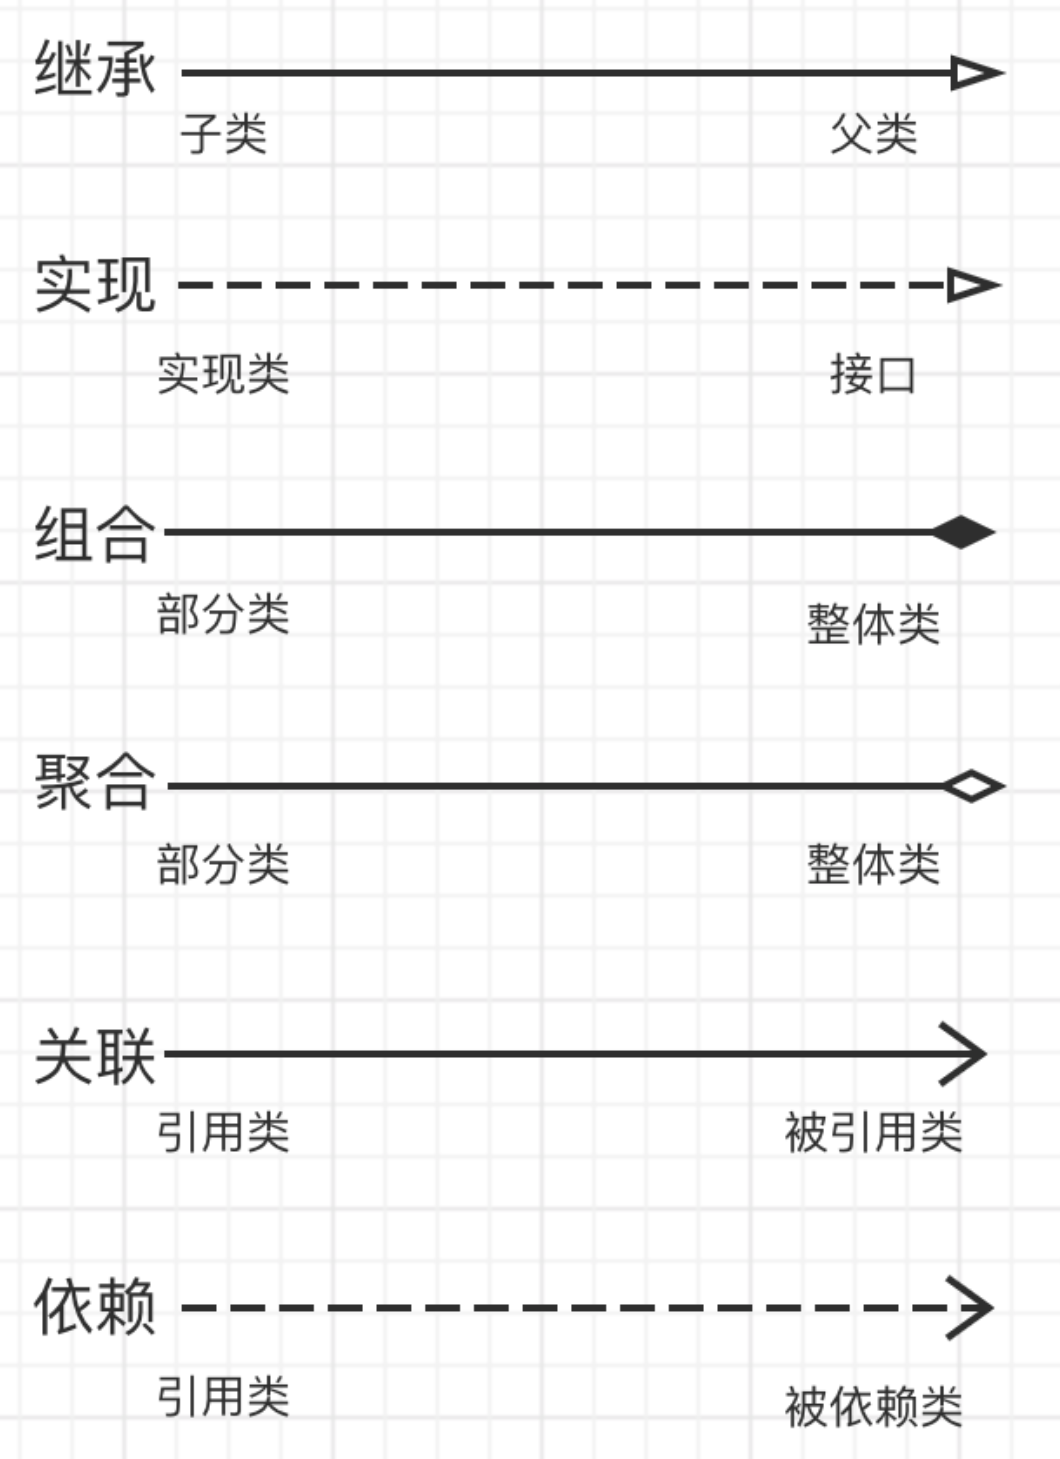 继承
子类 父类
实现
实现类 接口
组合
部分类 整体类
聚合
部分类 整体类
关联
引用类 被引用类
依赖
引用类 被依赖类